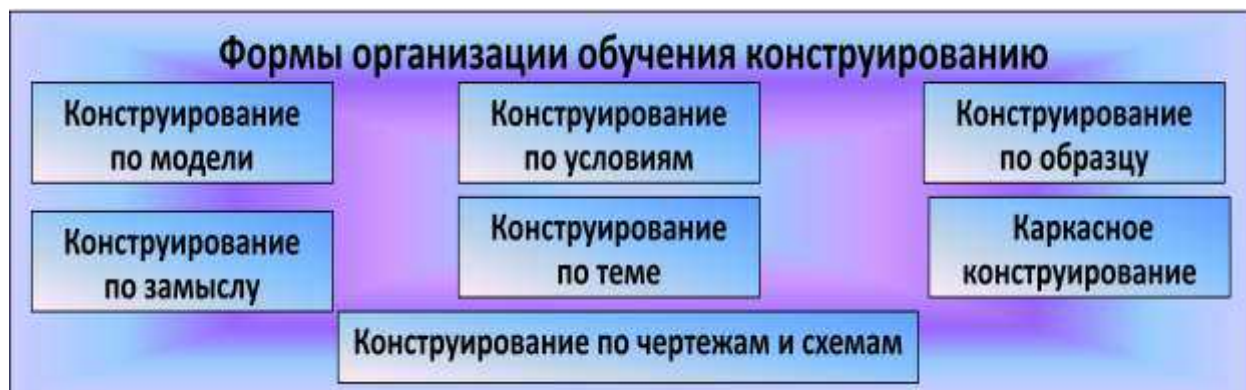 Формы организации обучения конструированию
Конструирование
по модели
Конструирование
по условиям
Конструирование
по образцу
Конструирование
по замыслу
Конструирование
по теме
Каркасное
конструирование
Конструирование по чертежам и схемам